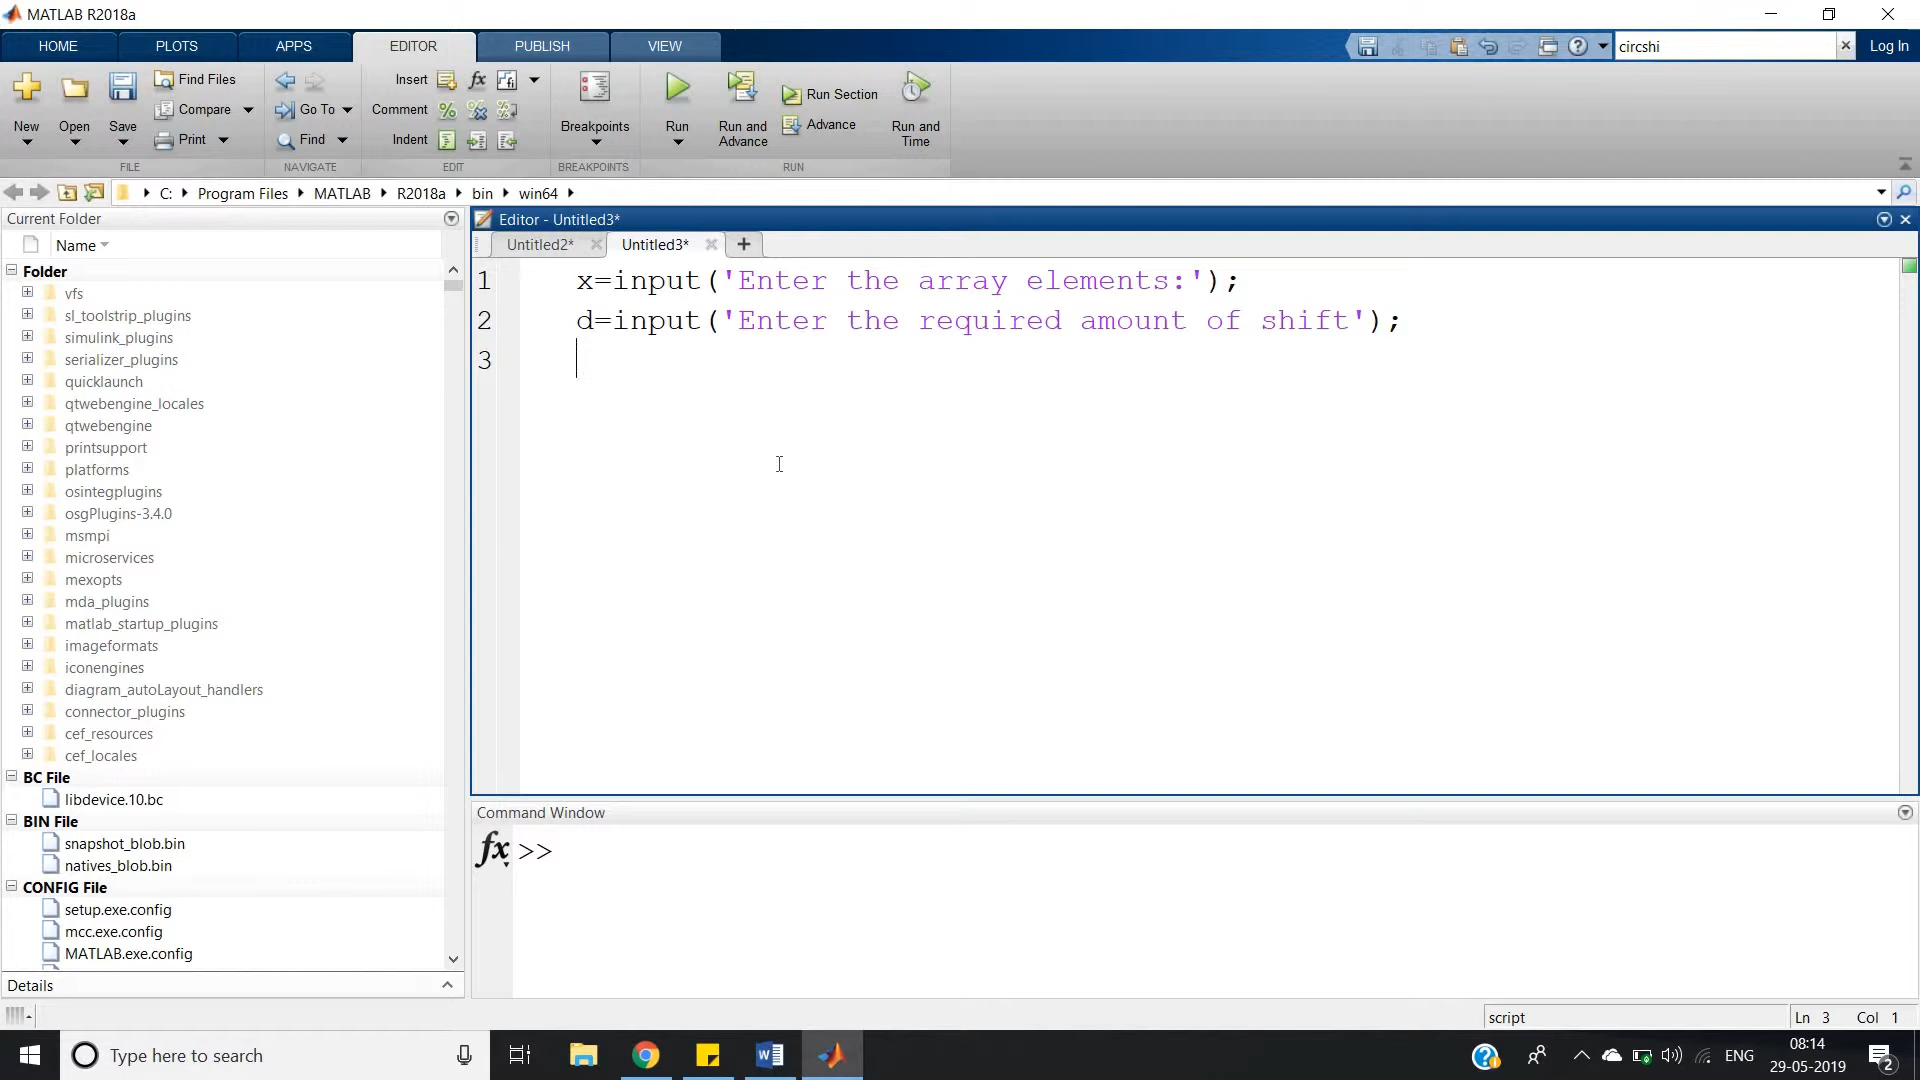 MATLAB R2018a
HOME PLOTS APPS EDITOR PUBLISH VIEW circshi Log In
New Open Save Find Files Compare Print
FILE
Go To Find
NAVIGATE
Insert fx
Comment
Indent
EDIT
Breakpoints
BREAKPOINTS
Run Run and Advance Run Section Advance Run and Time
RUN
C: Program Files MATLAB R2018a bin win64
Current Folder
Name
Folder
vfs
sl_toolstrip_plugins
simulink_plugins
serializer_plugins
quicklaunch
qtwebengine_locales
qtwebengine
printsupport
platforms
osintegplugins
osgPlugins-3.4.0
msmpi
microservices
mexopts
mda_plugins
matlab_startup_plugins
imageformats
iconengines
diagram_autoLayout_handlers
connector_plugins
cef_resources
cef_locales
BC File
libdevice.10.bc
BIN File
snapshot_blob.bin
natives_blob.bin
CONFIG File
setup.exe.config
mcc.exe.config
MATLAB.exe.config
Details
Editor - Untitled3*
Untitled2* Untitled3* +
1 x=input('Enter the array elements:');
2 d=input('Enter the required amount of shift');
3
Command Window
fx >>
script Ln 3 Col 1
Type here to search
ENG
08:14
29-05-2019
2